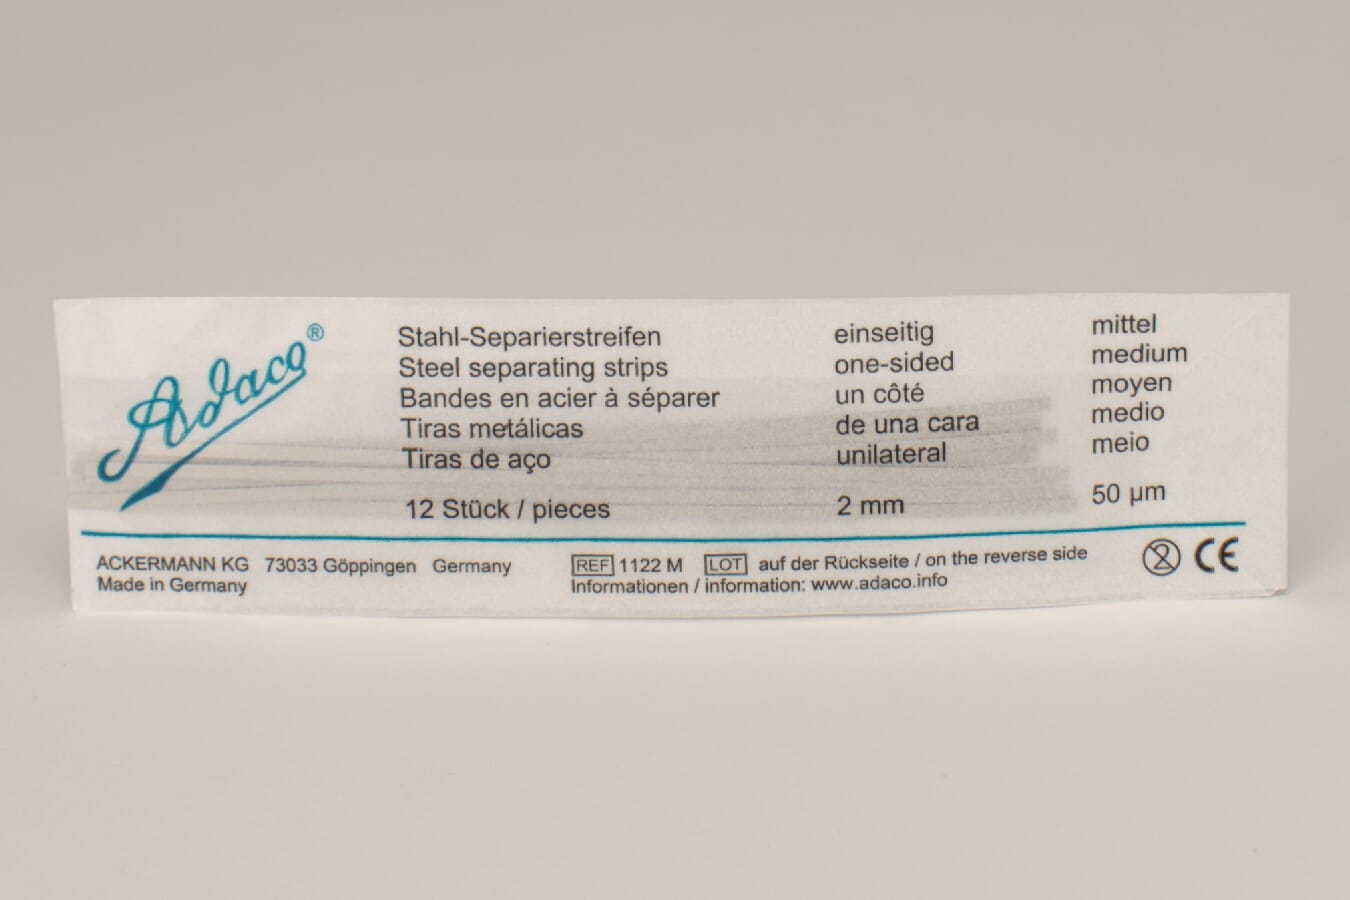 Adaco®
Stahl-Separierstreifen einseitig mittel
Steel separating strips one-sided medium
Bandes en acier à séparer un côté moyen
Tiras metálicas de una cara medio
Tiras de aço unilateral meio
12 Stück / pieces 2 mm 50 µm
ACKERMANN KG 73033 Göppingen Germany REF 1122 M LOT auf der Rückseite / on the reverse side
Made in Germany Informationen / information: www.adaco.info
2 CE